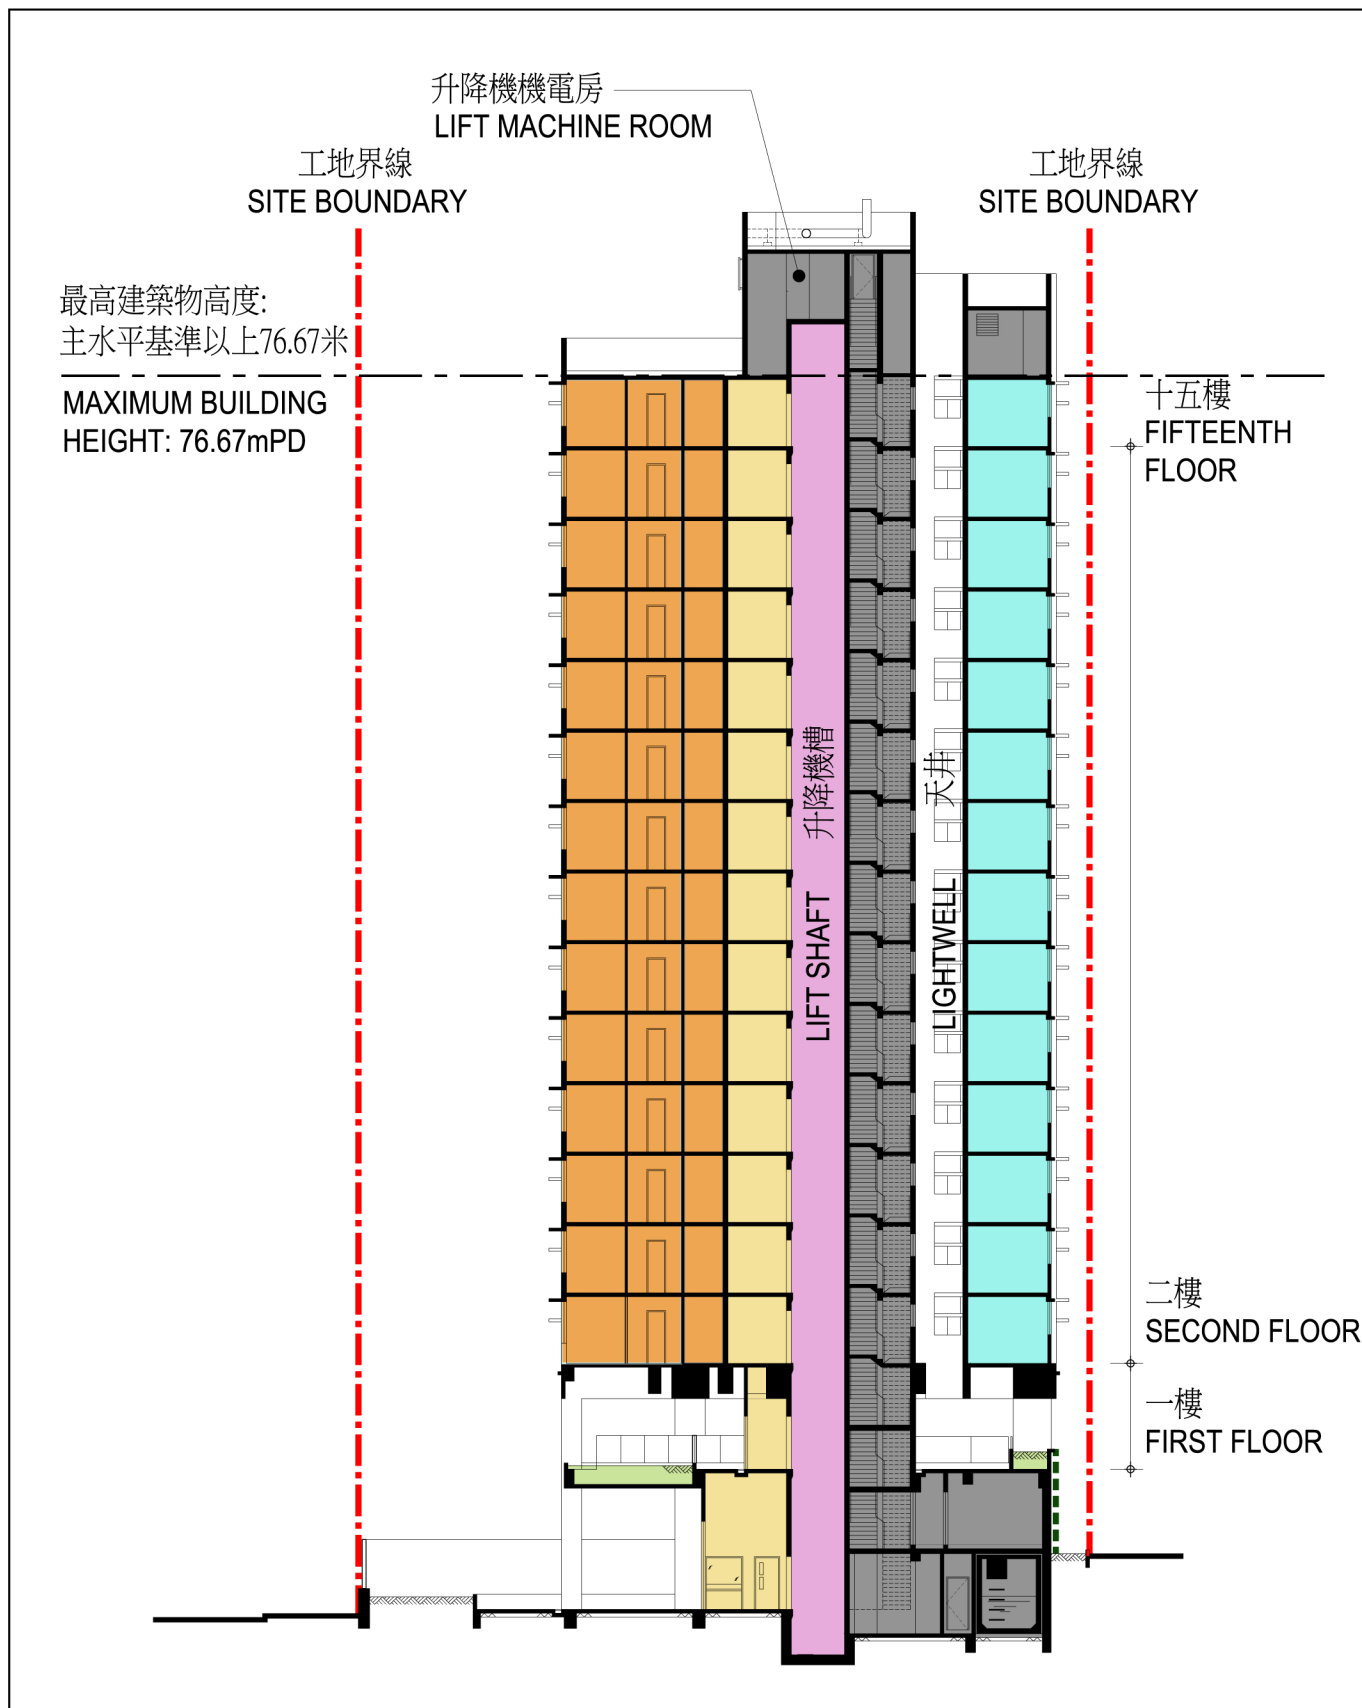 升降機機電房
LIFT MACHINE ROOM
工地界線
SITE BOUNDARY
工地界線
SITE BOUNDARY
最高建築物高度:
主水平基準以上76.67米
MAXIMUM BUILDING
HEIGHT: 76.67mPD
十五樓
FIFTEENTH
FLOOR
升降機槽
LIFT SHAFT
天井
LIGHTWELL
二樓
SECOND FLOOR
一樓
FIRST FLOOR